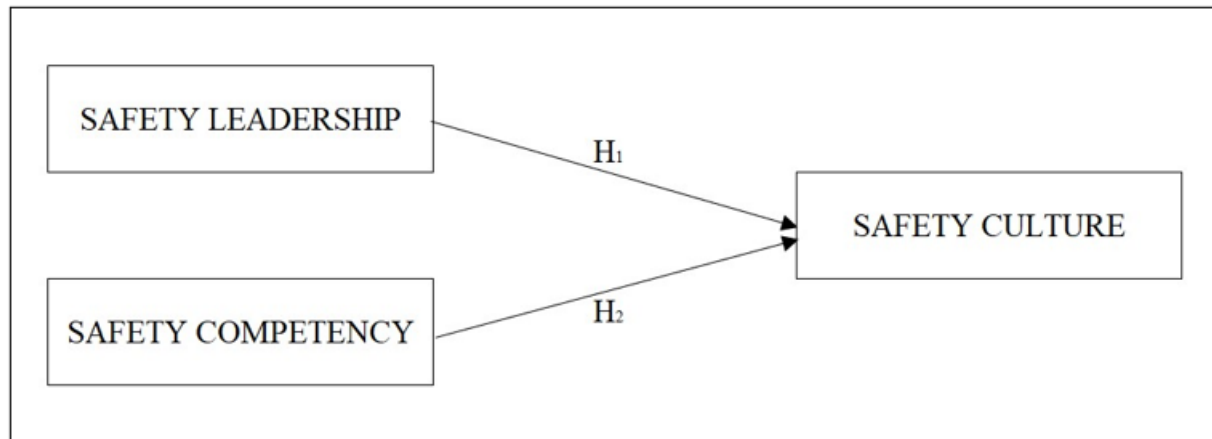 SAFETY LEADERSHIP
H₁
SAFETY CULTURE
SAFETY COMPETENCY
H₂